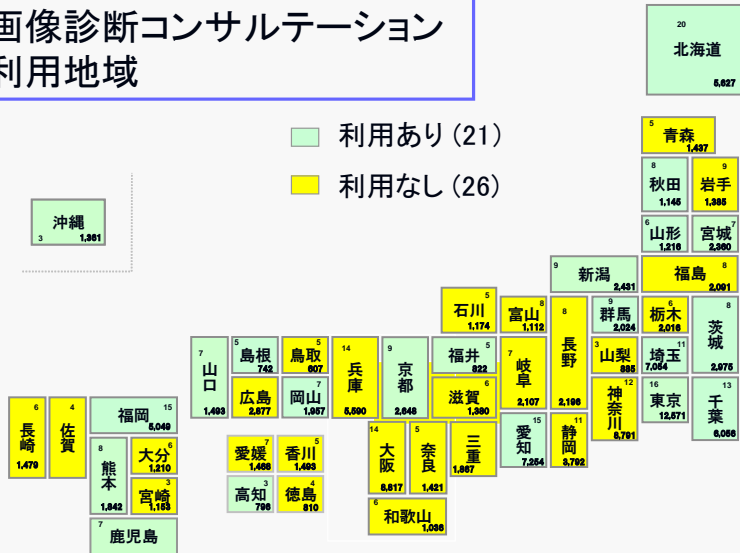 画像診断コンサルテーション
利用地域
利用あり (21)
利用なし (26)
20
北海道
5,627
5
青森
1,437
8
秋田
1,145
9
岩手
1,385
6
山形
1,216
7
宮城
2,360
9
新潟
2,431
8
福島
2,091
沖縄
3
1,361
5
石川
1,174
8
富山
1,112
8
長野
2,196
9
群馬
2,024
6
栃木
2,016
8
茨城
2,975
7
山口
1,493
5
島根
742
5
鳥取
607
14
兵庫
5,590
9
京都
2,648
福井
822
7
岐阜
2,107
3
山梨
885
11
埼玉
7,054
広島
2,877
7
岡山
1,957
6
滋賀
1,380
12
神奈川
8,791
16
東京
12,571
13
千葉
6,056
6
長崎
1,479
4
佐賀
15
福岡
5,049
8
熊本
1,842
6
大分
1,210
3
宮崎
1,153
7
鹿児島
7
愛媛
1,466
5
香川
1,493
3
高知
796
4
徳島
810
14
大阪
8,817
5
奈良
1,421
三重
1,867
15
愛知
7,254
11
静岡
3,792
6
和歌山
1,036